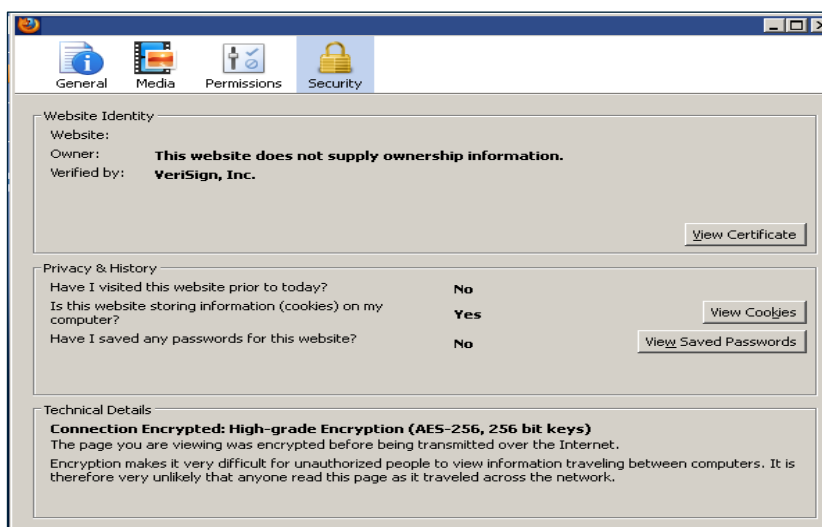 General Media Permissions Security
Website Identity
Website:
Owner: This website does not supply ownership information.
Verified by: VeriSign, Inc.
View Certificate
Privacy & History
Have I visited this website prior to today? No
Is this website storing information (cookies) on my
computer? Yes View Cookies
Have I saved any passwords for this website? No View Saved Passwords
Technical Details
Connection Encrypted: High-grade Encryption (AES-256, 256 bit keys)
The page you are viewing was encrypted before being transmitted over the Internet.
Encryption makes it very difficult for unauthorized people to view information traveling between computers. It is
therefore very unlikely that anyone read this page as it traveled across the network.